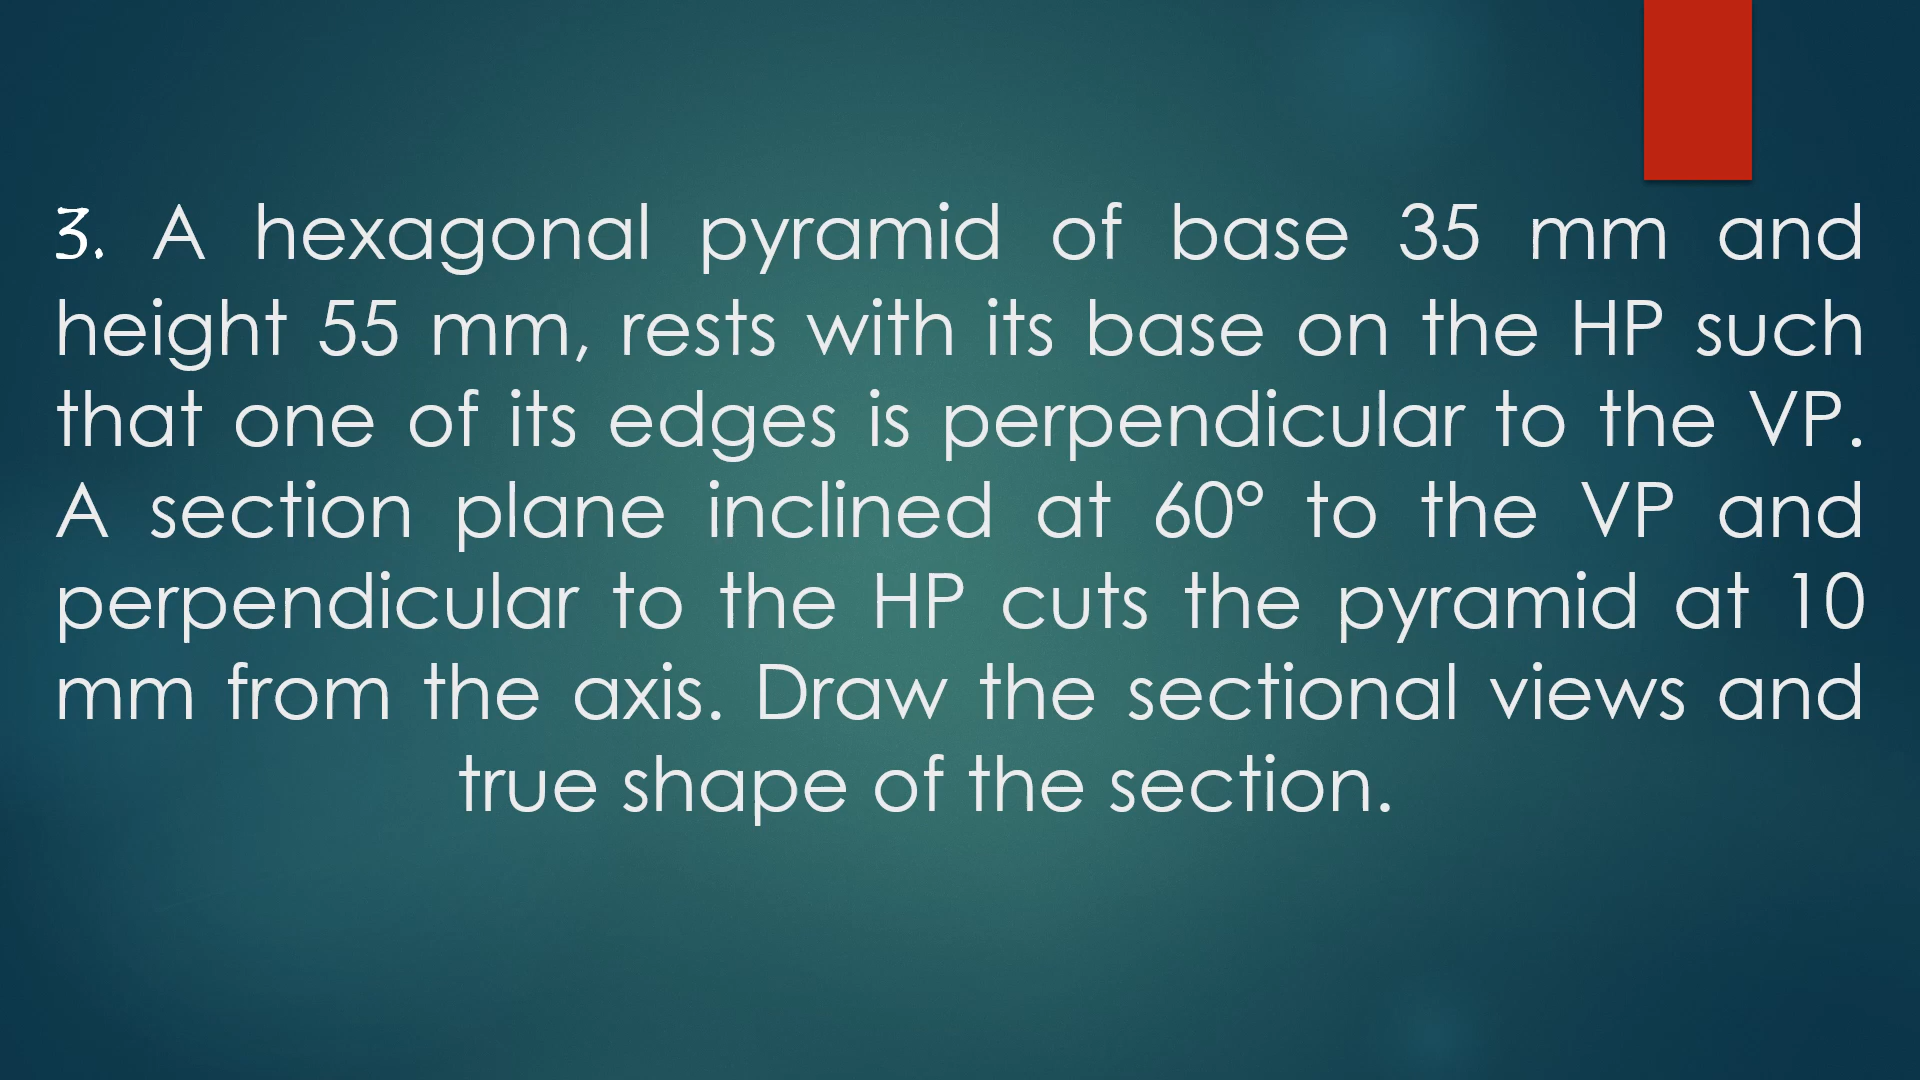 3. A hexagonal pyramid of base 35 mm and
height 55 mm, rests with its base on the HP such
that one of its edges is perpendicular to the VP.
A section plane inclined at 60° to the VP and
perpendicular to the HP cuts the pyramid at 10
mm from the axis. Draw the sectional views and
true shape of the section.